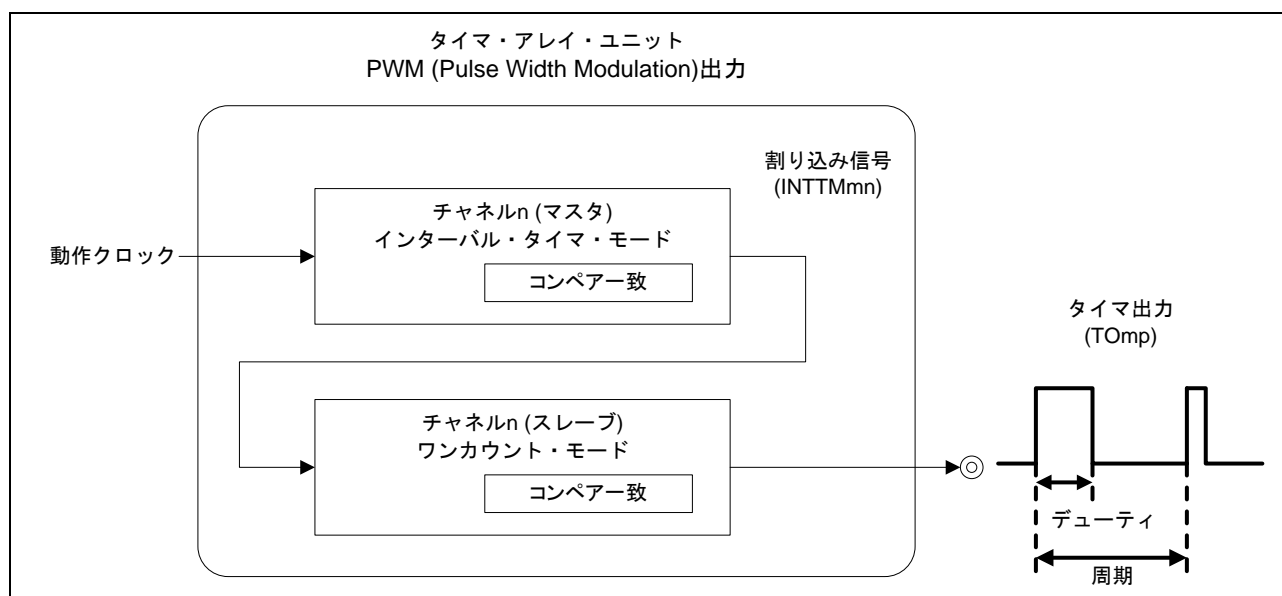 タイマ・アレイ・ユニット
PWM (Pulse Width Modulation)出力
割り込み信号
(INTTMmn)
チャネルn (マスタ)
インターバル・タイマ・モード
コンペアー致
動作クロック
タイマ出力
(TOmp)
チャネルn (スレーブ)
ワンカウント・モード
コンペアー致
デューティ
周期